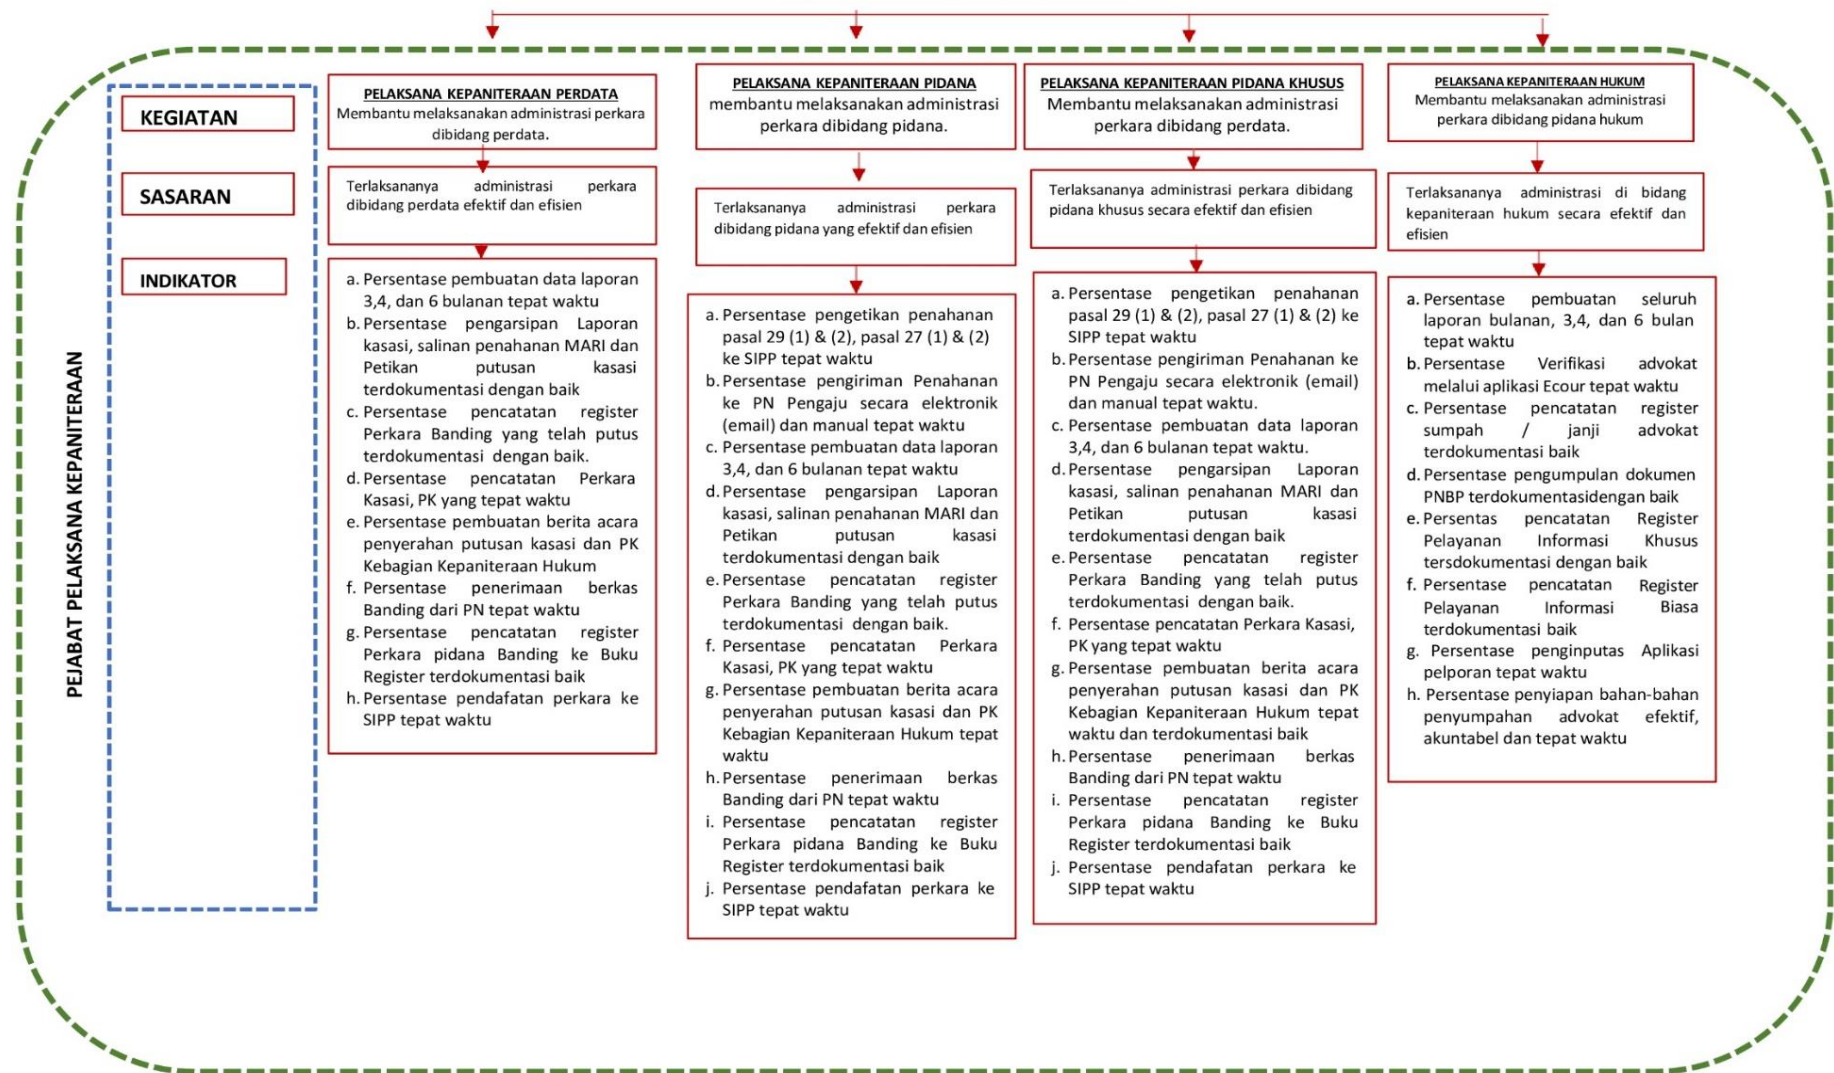 PEJABAT PELAKSANA KEPANITERAAN
KEGIATAN
SASARAN
INDIKATOR
PELAKSANA KEPANITERAAN PERDATA
Membantu melaksanakan administrasi perkara
dibidang perdata.
Terlaksananya administrasi perkara
dibidang perdata efektif dan efisien
a. Persentase pembuatan data laporan
3,4, dan 6 bulanan tepat waktu
b. Persentase pengarsipan Laporan
kasasi, salinan penahanan MARI dan
Petikan putusan kasasi
terdokumentasi dengan baik
c. Persentase pencatatan register
Perkara Banding yang telah putus
terdokumentasi dengan baik.
d. Persentase pencatatan Perkara
Kasasi, PK yang tepat waktu
e. Persentase pembuatan berita acara
penyerahan putusan kasasi dan PK
Kebagian Kepaniteraan Hukum
f. Persentase penerimaan berkas
Banding dari PN tepat waktu
g. Persentase pencatatan register
Perkara pidana Banding ke Buku
Register terdokumentasi baik
h. Persentase pendafatan perkara ke
SIPP tepat waktu
PELAKSANA KEPANITERAAN PIDANA
membantu melaksanakan administrasi
perkara dibidang pidana.
Terlaksananya administrasi perkara
dibidang pidana yang efektif dan efisien
a. Persentase pengetikan penahanan
pasal 29 (1) & (2), pasal 27 (1) & (2)
ke SIPP tepat waktu
b. Persentase pengiriman Penahanan
ke PN Pengaju secara elektronik
(email) dan manual tepat waktu
c. Persentase pembuatan data laporan
3,4, dan 6 bulanan tepat waktu
d. Persentase pengarsipan Laporan
kasasi, salinan penahanan MARI dan
Petikan putusan kasasi
terdokumentasi dengan baik
e. Persentase pencatatan register
Perkara Banding yang telah putus
terdokumentasi dengan baik.
f. Persentase pencatatan Perkara
Kasasi, PK yang tepat waktu
g. Persentase pembuatan berita acara
penyerahan putusan kasasi dan PK
Kebagian Kepaniteraan Hukum tepat
waktu
h. Persentase penerimaan berkas
Banding dari PN tepat waktu
i. Persentase pencatatan register
Perkara pidana Banding ke Buku
Register terdokumentasi baik
j. Persentase pendafatan perkara ke
SIPP tepat waktu
PELAKSANA KEPANITERAAN PIDANA KHUSUS
Membantu melaksanakan administrasi
perkara dibidang perdata.
Terlaksananya administrasi perkara dibidang
pidana khusus secara efektif dan efisien
a. Persentase pengetikan penahanan
pasal 29 (1) & (2), pasal 27 (1) & (2) ke
SIPP tepat waktu
b. Persentase pengiriman Penahanan ke
PN Pengaju secara elektronik (email)
dan manual tepat waktu.
c. Persentase pembuatan data laporan
3,4, dan 6 bulanan tepat waktu.
d. Persentase pengarsipan Laporan
kasasi, salinan penahanan MARI dan
Petikan putusan kasasi
terdokumentasi dengan baik
e. Persentase pencatatan register
Perkara Banding yang telah putus
terdokumentasi dengan baik.
f. Persentase pencatatan Perkara Kasasi,
PK yang tepat waktu
g. Persentase pembuatan berita acara
penyerahan putusan kasasi dan PK
Kebagian Kepaniteraan Hukum tepat
waktu dan terdokumentasi baik
h. Persentase penerimaan berkas
Banding dari PN tepat waktu
i. Persentase pencatatan register
Perkara pidana Banding ke Buku
Register terdokumentasi baik
j. Persentase pendafatan perkara ke
SIPP tepat waktu
PELAKSANA KEPANITERAAN HUKUM
Membantu melaksanakan administrasi
perkara dibidang pidana hukum
Terlaksananya administrasi di bidang
kepaniteraan hukum secara efektif dan
efisien
a. Persentase pembuatan seluruh
laporan bulanan, 3,4, dan 6 bulan
tepat waktu
b. Persentase Verifikasi advokat
melalui aplikasi Ecour tepat waktu
c. Persentase pencatatan register
sumpah / janji advokat
terdokumentasi baik
d. Persentase pengumpulan dokumen
PNBP terdokumentasidengan baik
e. Persentas pencatatan Register
Pelayanan Informasi Khusus
tersdokumentasi dengan baik
f. Persentase pencatatan Register
Pelayanan Informasi Biasa
terdokumentasi baik
g. Persentase penginputas Aplikasi
pelporan tepat waktu
h. Persentase penyiapan bahan-bahan
penyumpahan advokat efektif,
akuntabel dan tepat waktu